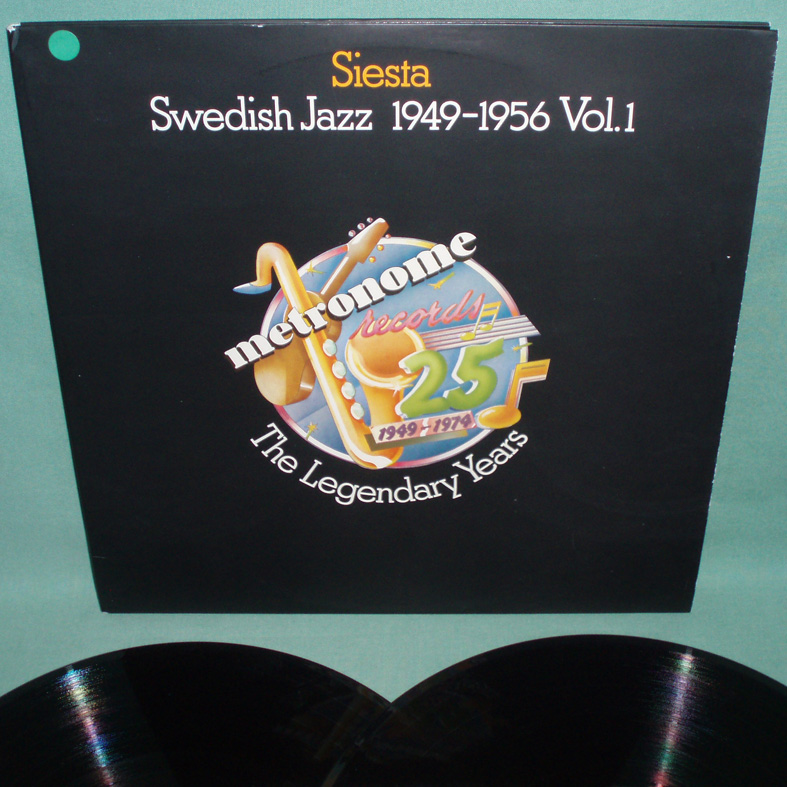 Siesta
Swedish Jazz 1949-1956 Vol.1
metronome
records
25
1949-1974
The Legendary Years